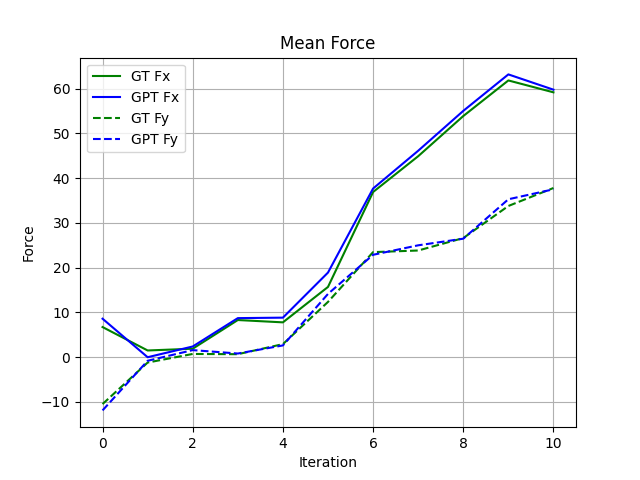 Mean Force
GT Fx
GPT Fx
GT Fy
GPT Fy
60
50
40
30
20
10
0
−10
Force
0 2 4 6 8 10
Iteration